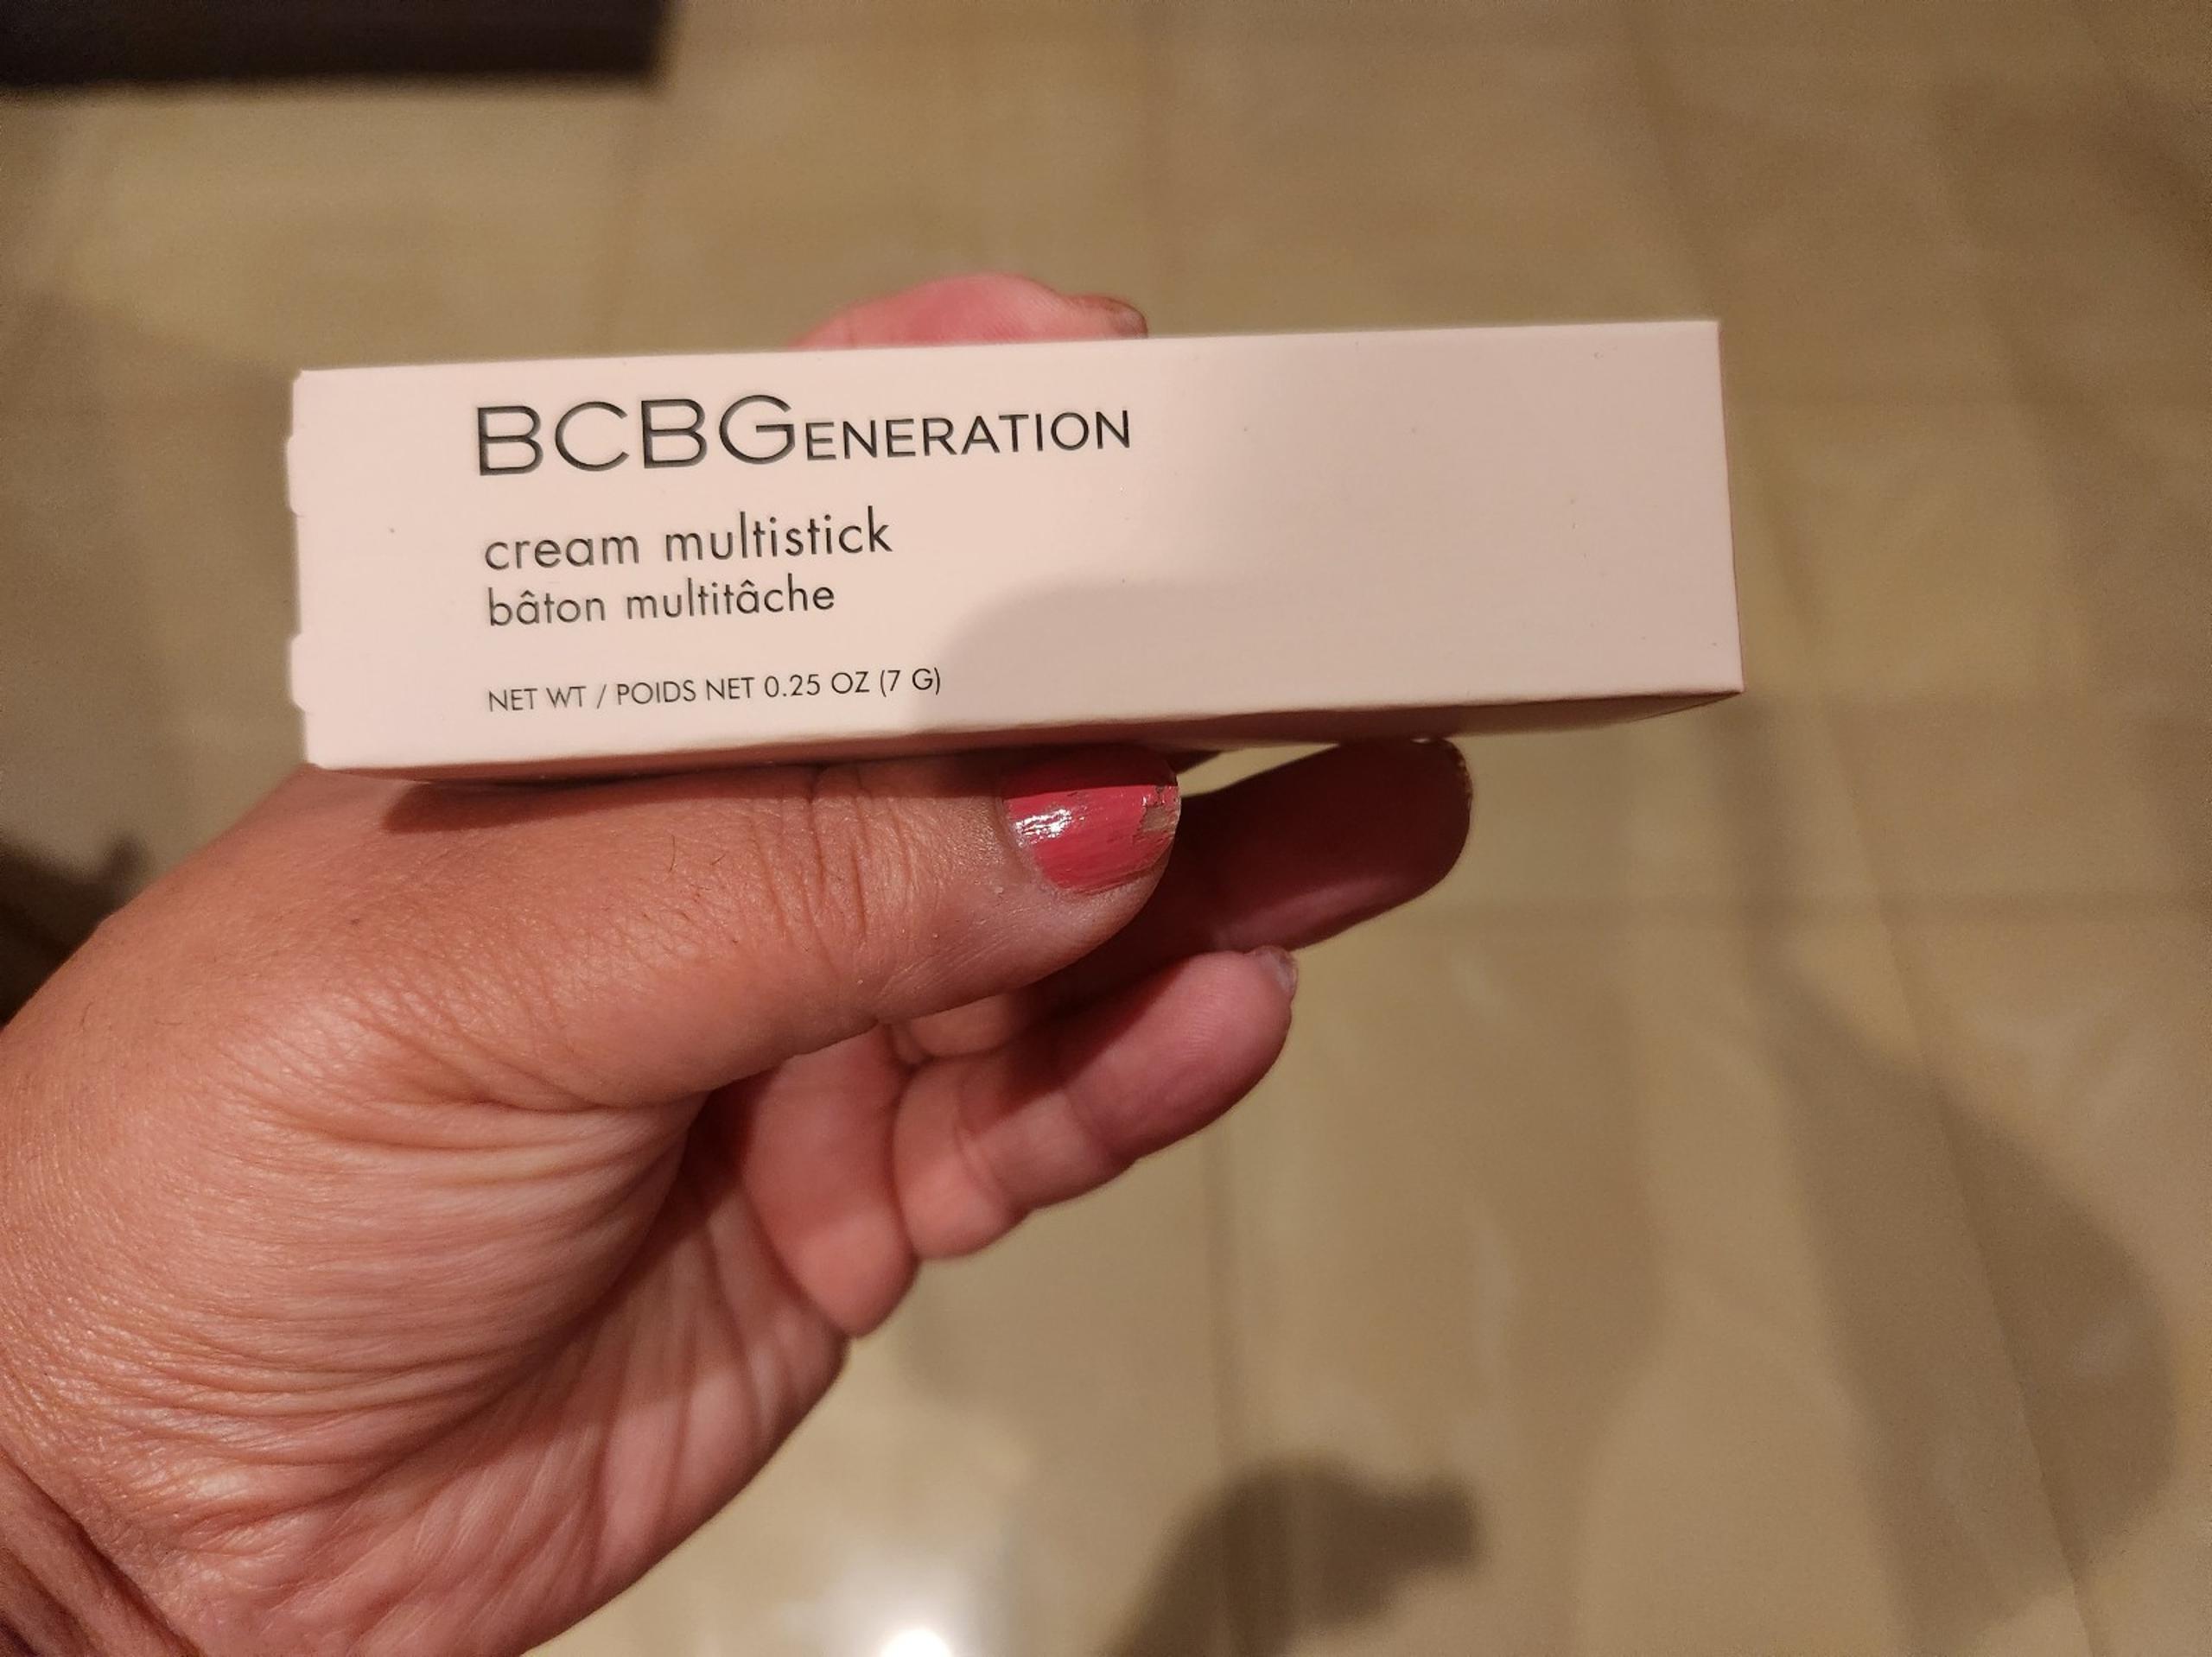 BCBGENERATION
cream multistick
bâton multitâche
NET WT / POIDS NET 0.25 OZ (7 G)